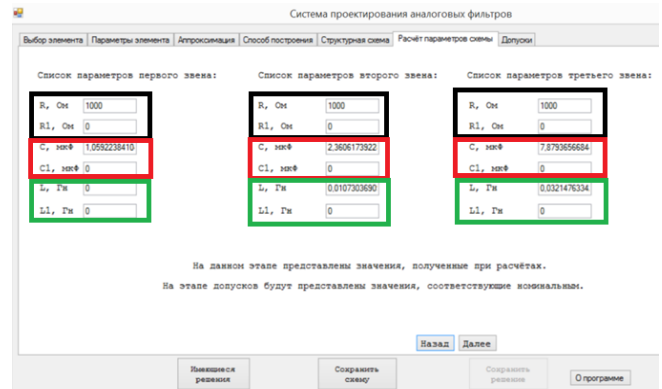 Система проектирования аналоговых фильтров
Выбор элемента Параметры элемента Аппроксимация Способ построения Структурная схема Расчёт параметров схемы Допуски
Список параметров первого звена: Список параметров второго звена: Список параметров третьего звена:
R, Ом 1000 R, Ом 1000 R, Ом 1000
R1, Ом 0 R1, Ом 0 R1, Ом 0
C, мкФ 1,0592238410 C, мкФ 2,3606173922 C, мкФ 7,8793656684
C1, мкФ 0 C1, мкФ 0 C1, мкФ 0
L, Гн 0 L, Гн 0,0107303690 L, Гн 0,0321476334
L1, Гн 0 L1, Гн 0 L1, Гн 0
На данном этапе представлены значения, полученные при расчётах.
На этапе допусков будут представлены значения, соответствующие номинальным.
Назад Далее
Имеющиеся решения Сохранить схему Сохранить решение О программе